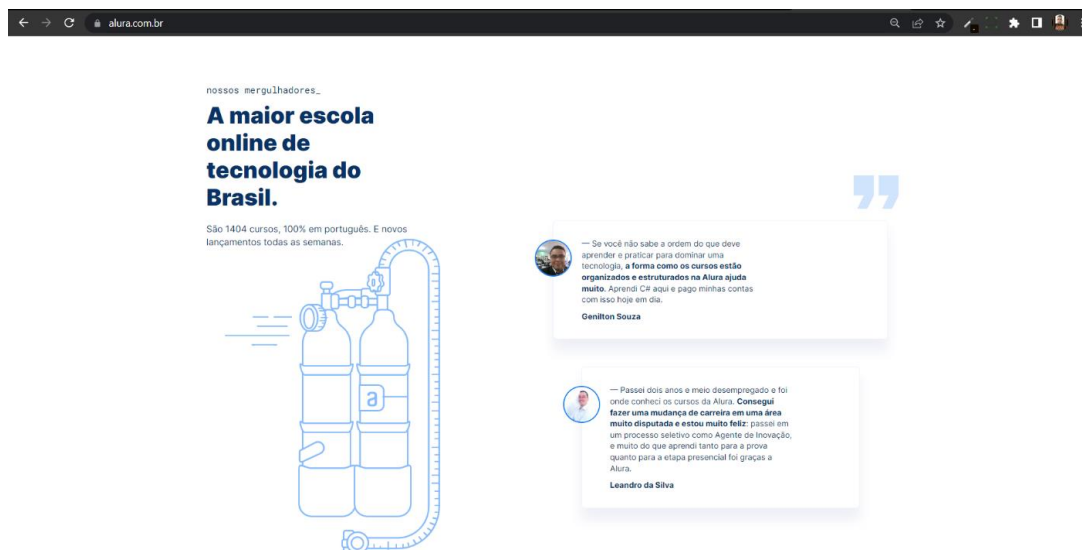 alura.com.br
nossos mergulhadores_
A maior escola
online de
tecnologia do
Brasil.
São 1404 cursos, 100% em português. E novos
lançamentos todas as semanas.
a
”
— Se você não sabe a ordem do que deve
aprender e praticar para dominar uma
tecnologia, a forma como os cursos estão
organizados e estruturados na Alura ajuda
muito. Aprendi C# aqui e pago minhas contas
com isso hoje em dia.
Genilton Souza
— Passei dois anos e meio desempregado e foi
onde conheci os cursos da Alura. Consegui
fazer uma mudança de carreira em uma área
muito disputada e estou muito feliz: passei em
um processo seletivo como Agente de Inovação,
e muito do que aprendi tanto para a prova
quanto para a etapa presencial foi graças a
Alura.
Leandro da Silva